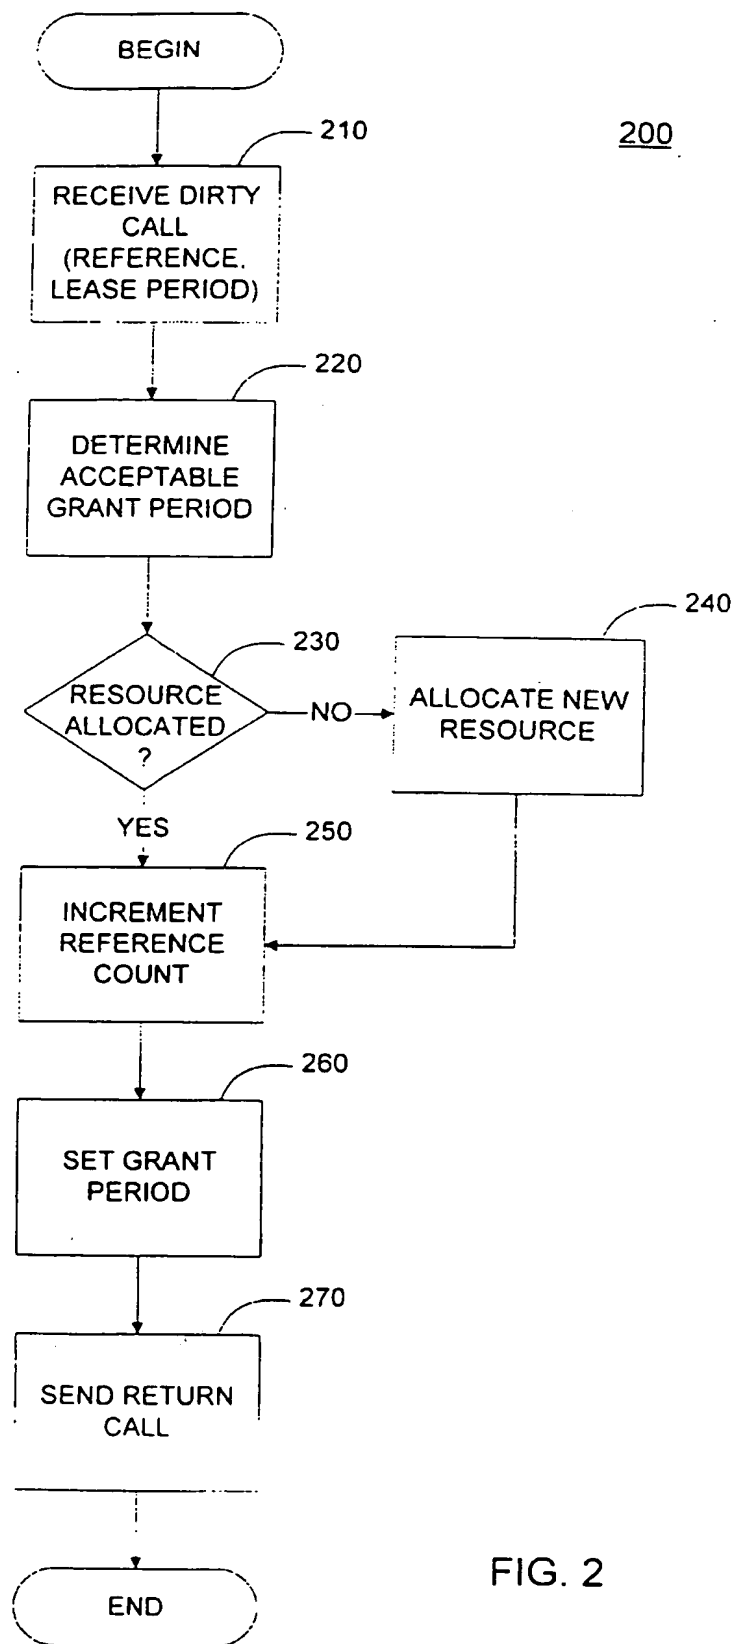 BEGIN
210
200
RECEIVE DIRTY
CALL
(REFERENCE,
LEASE PERIOD)
220
DETERMINE
ACCEPTABLE
GRANT PERIOD
230
240
RESOURCE
ALLOCATED
?
NO
ALLOCATE NEW
RESOURCE
YES
250
INCREMENT
REFERENCE
COUNT
260
SET GRANT
PERIOD
270
SEND RETURN
CALL
END
FIG. 2